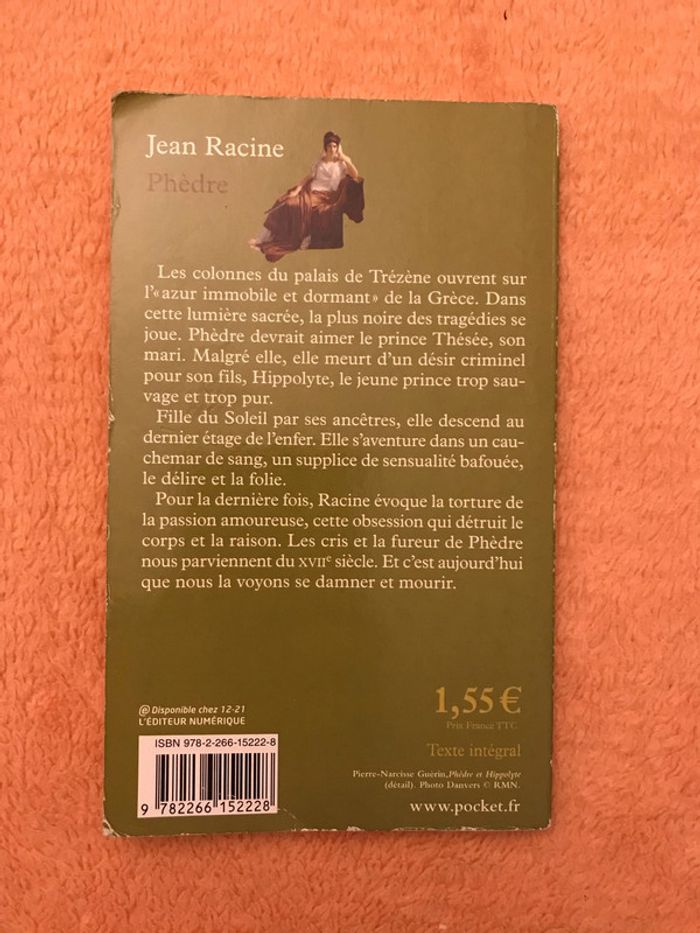 Jean Racine
Phèdre
Les colonnes du palais de Trézène ouvrent sur
l'«azur immobile et dormant» de la Grèce. Dans
cette lumière sacrée, la plus noire des tragédies se
joue. Phèdre devrait aimer le prince Thésée, son
mari. Malgré elle, elle meurt d'un désir criminel
pour son fils, Hippolyte, le jeune prince trop sau-
vage et trop pur.
Fille du Soleil par ses ancêtres, elle descend au
dernier étage de l'enfer. Elle s'aventure dans un cau-
chemar de sang, un supplice de sensualité bafouée,
le délire et la folie.
Pour la dernière fois, Racine évoque la torture de
la passion amoureuse, cette obsession qui détruit le
corps et la raison. Les cris et la fureur de Phèdre
nous parviennent du XVIIe siècle. Et c'est aujourd'hui
que nous la voyons se damner et mourir.
e Disponible chez 12-21
L'ÉDITEUR NUMÉRIQUE
ISBN 978-2-266-15222-8
9 782266 152228
1,55 €
Prix France TTC
Texte intégral
Pierre-Narcisse Guérin, Phèdre et Hippolyte
(détail). Photo Danvers © RMN.
www.pocket.fr